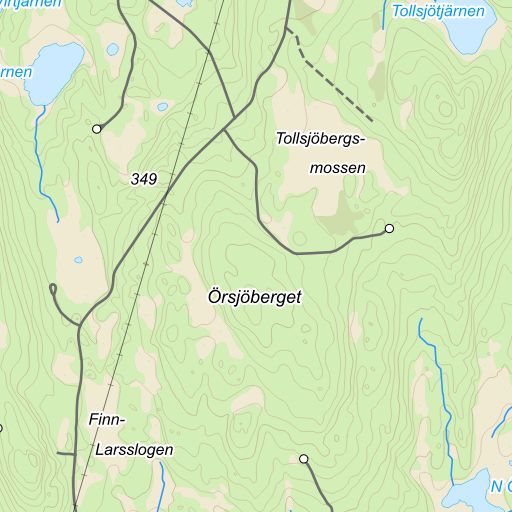 Tollsjötjärnen
Tollsjöbergs-
mossen
349
Örsjöberget
Finn-
Larsslogen